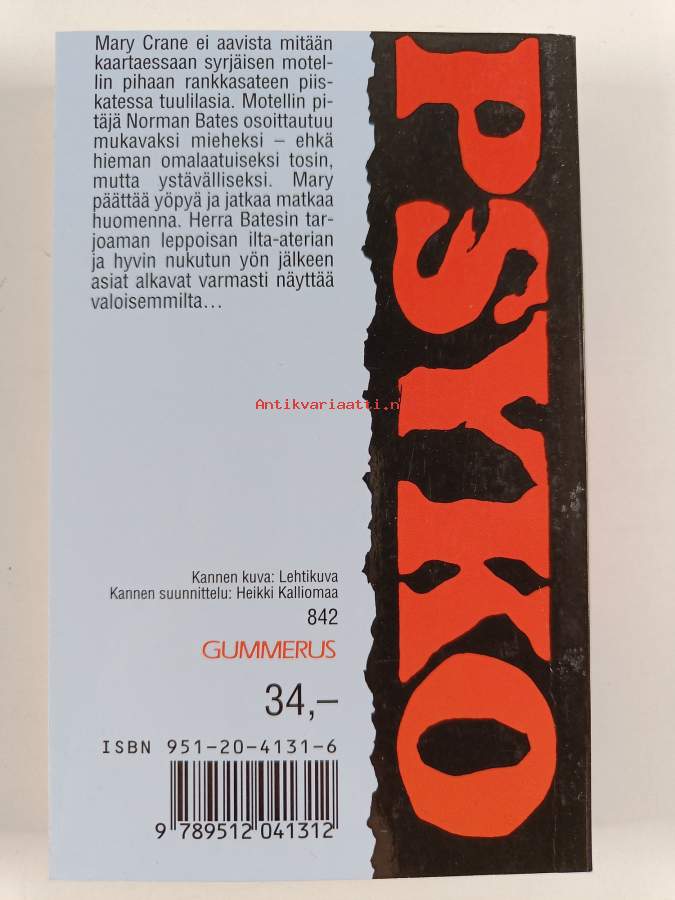 Mary Crane ei aavista mitään
kaartaessaan syrjäisen motel-
lin pihaan rankkasateen piis-
katessa tuulilasia. Motellin pi-
täjä Norman Bates osoittautuu
mukavaksi mieheksi – ehkä
hieman omalaatuiseksi tosin,
mutta ystävälliseksi. Mary
päättää yöpyä ja jatkaa matkaa
huomenna. Herra Batesin tar-
joaman leppoisan ilta-aterian
ja hyvin nukutun yön jälkeen
asiat alkavat varmasti näyttää
valoisemmilta...
PSYKO
Antikvariaatti.n
Kannen kuva: Lehtikuva
Kannen suunnittelu: Heikki Kalliomaa
842
GUMMERUS
34,–
ISBN 951-20-4131-6
9 789512 041312